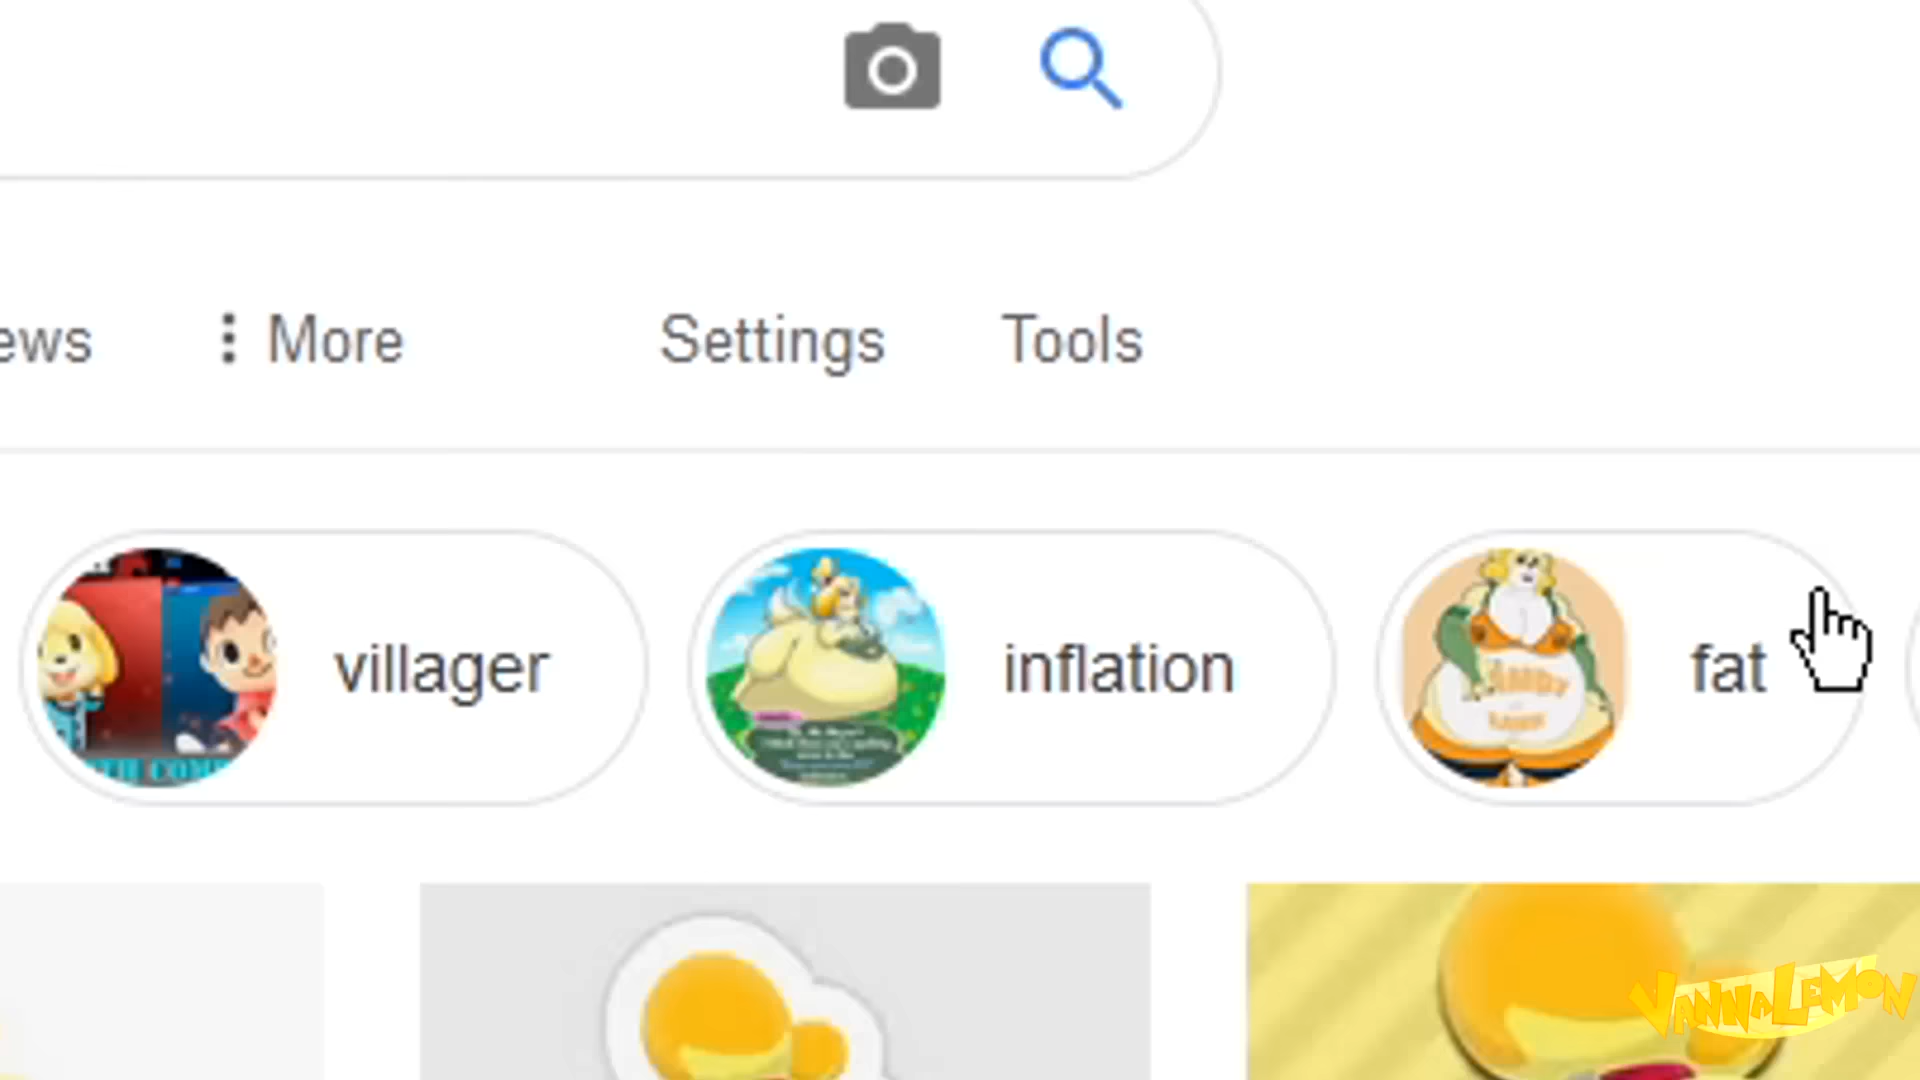 ews
More
Settings
Tools
villager
inflation
fat
VANNALEMON